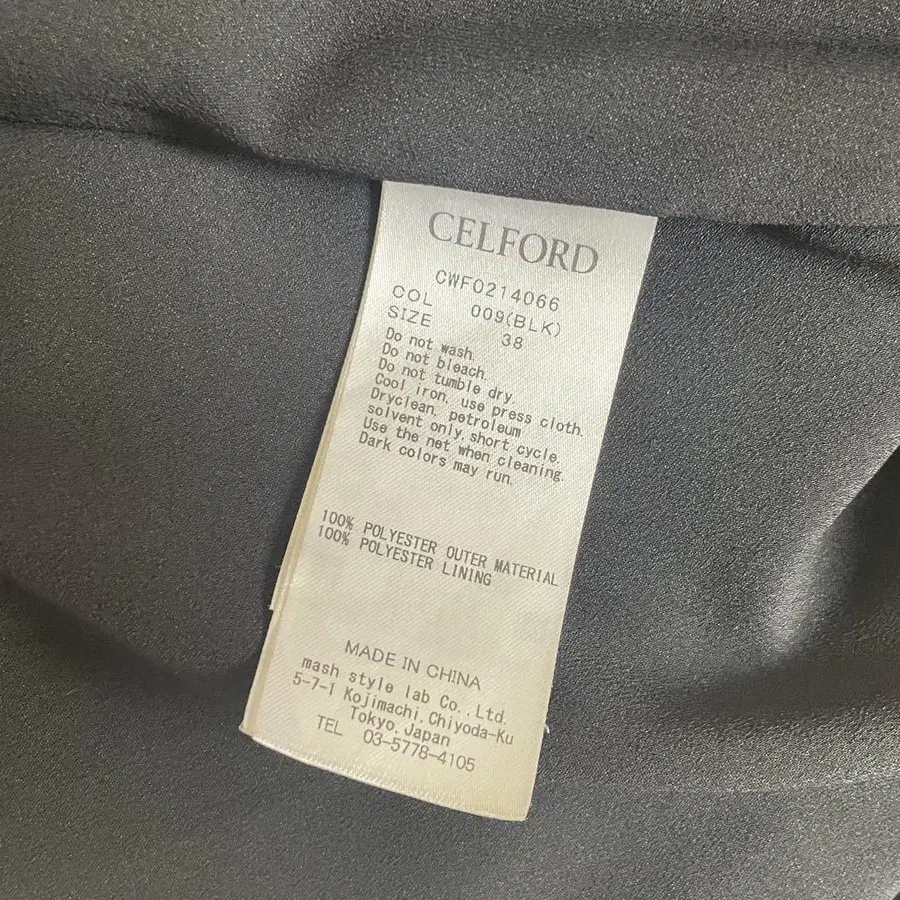 CELFORD
CWF0214066
COL 009(BLK)
SIZE 38
Do not wash.
Do not bleach.
Do not tumble dry.
Cool iron, use press cloth.
Dryclean, petroleum
solvent only,short cycle.
Use the net when cleaning.
Dark colors may run.
100% POLYESTER OUTER MATERIAL
100% POLYESTER LINING
MADE IN CHINA
mash style lab Co.,Ltd.
5-7-1 Kojimachi,Chiyoda-Ku
Tokyo,Japan
TEL 03-5778-4105